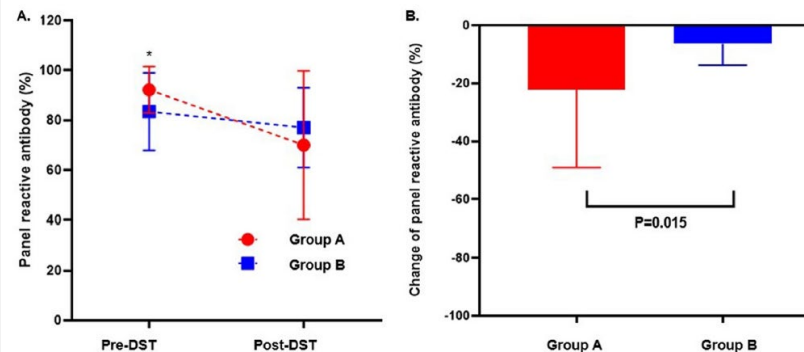 A.
Panel reactive antibody (%)
120
100
80
60
40
20
0
*
Group A
Group B
Pre-DST
Post-DST
B.
Change of panel reactive antibody (%)
0
-20
-40
-60
-80
-100
P=0.015
Group A
Group B